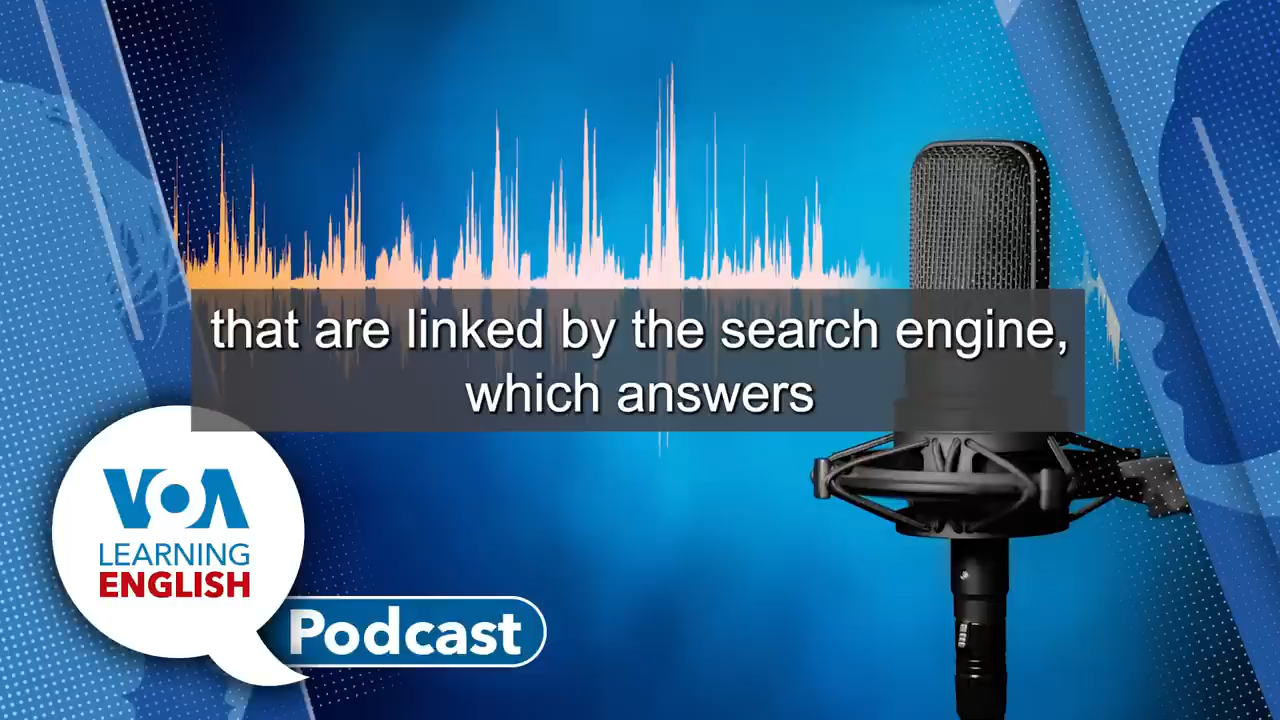 that are linked by the search engine,
which answers
VOA
LEARNING
ENGLISH
Podcast